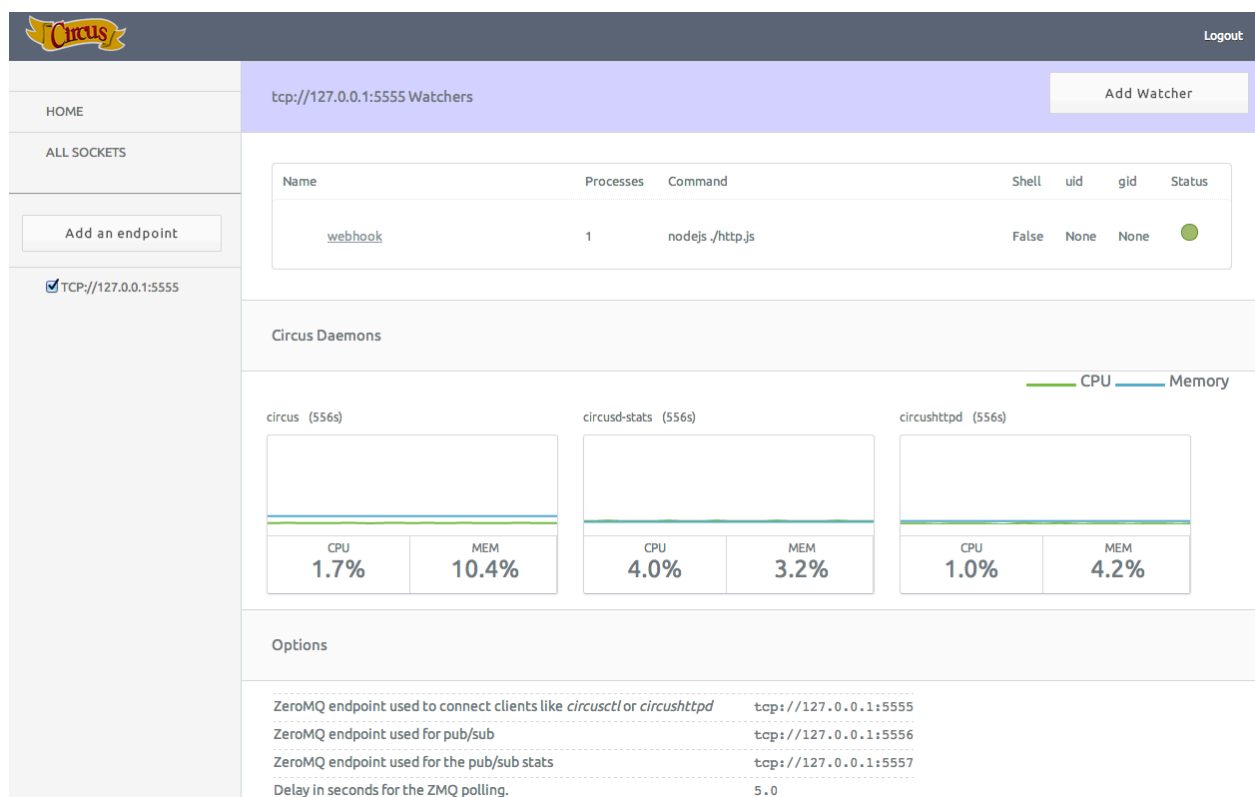 Circus
Logout
HOME
ALL SOCKETS
Add an endpoint
TCP://127.0.0.1:5555
tcp://127.0.0.1:5555 Watchers
Add Watcher
Name Processes Command Shell uid gid Status
webhook 1 nodejs ./http.js False None None
Circus Daemons
CPU Memory
circus (556s) circusd-stats (556s) circushttpd (556s)
CPU MEM CPU MEM CPU MEM
1.7% 10.4% 4.0% 3.2% 1.0% 4.2%
Options
ZeroMQ endpoint used to connect clients like circusctl or circushttpd tcp://127.0.0.1:5555
ZeroMQ endpoint used for pub/sub tcp://127.0.0.1:5556
ZeroMQ endpoint used for the pub/sub stats tcp://127.0.0.1:5557
Delay in seconds for the ZMQ polling. 5.0